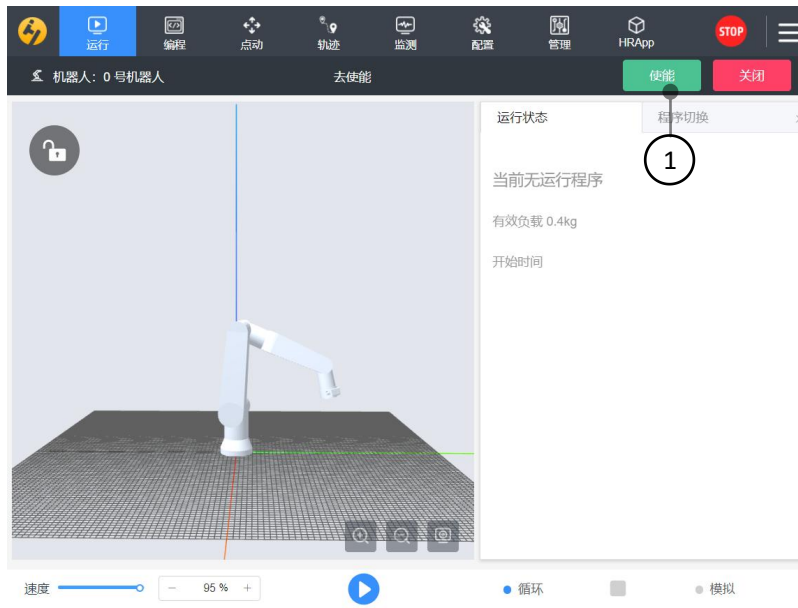 运行 编程 点动 轨迹 监测 配置 管理 HRApp STOP
机器人：0 号机器人 去使能 使能 关闭
运行状态 程序切换
1
当前无运行程序
有效负载 0.4kg
开始时间
速度 − 95 % + 循环 模拟